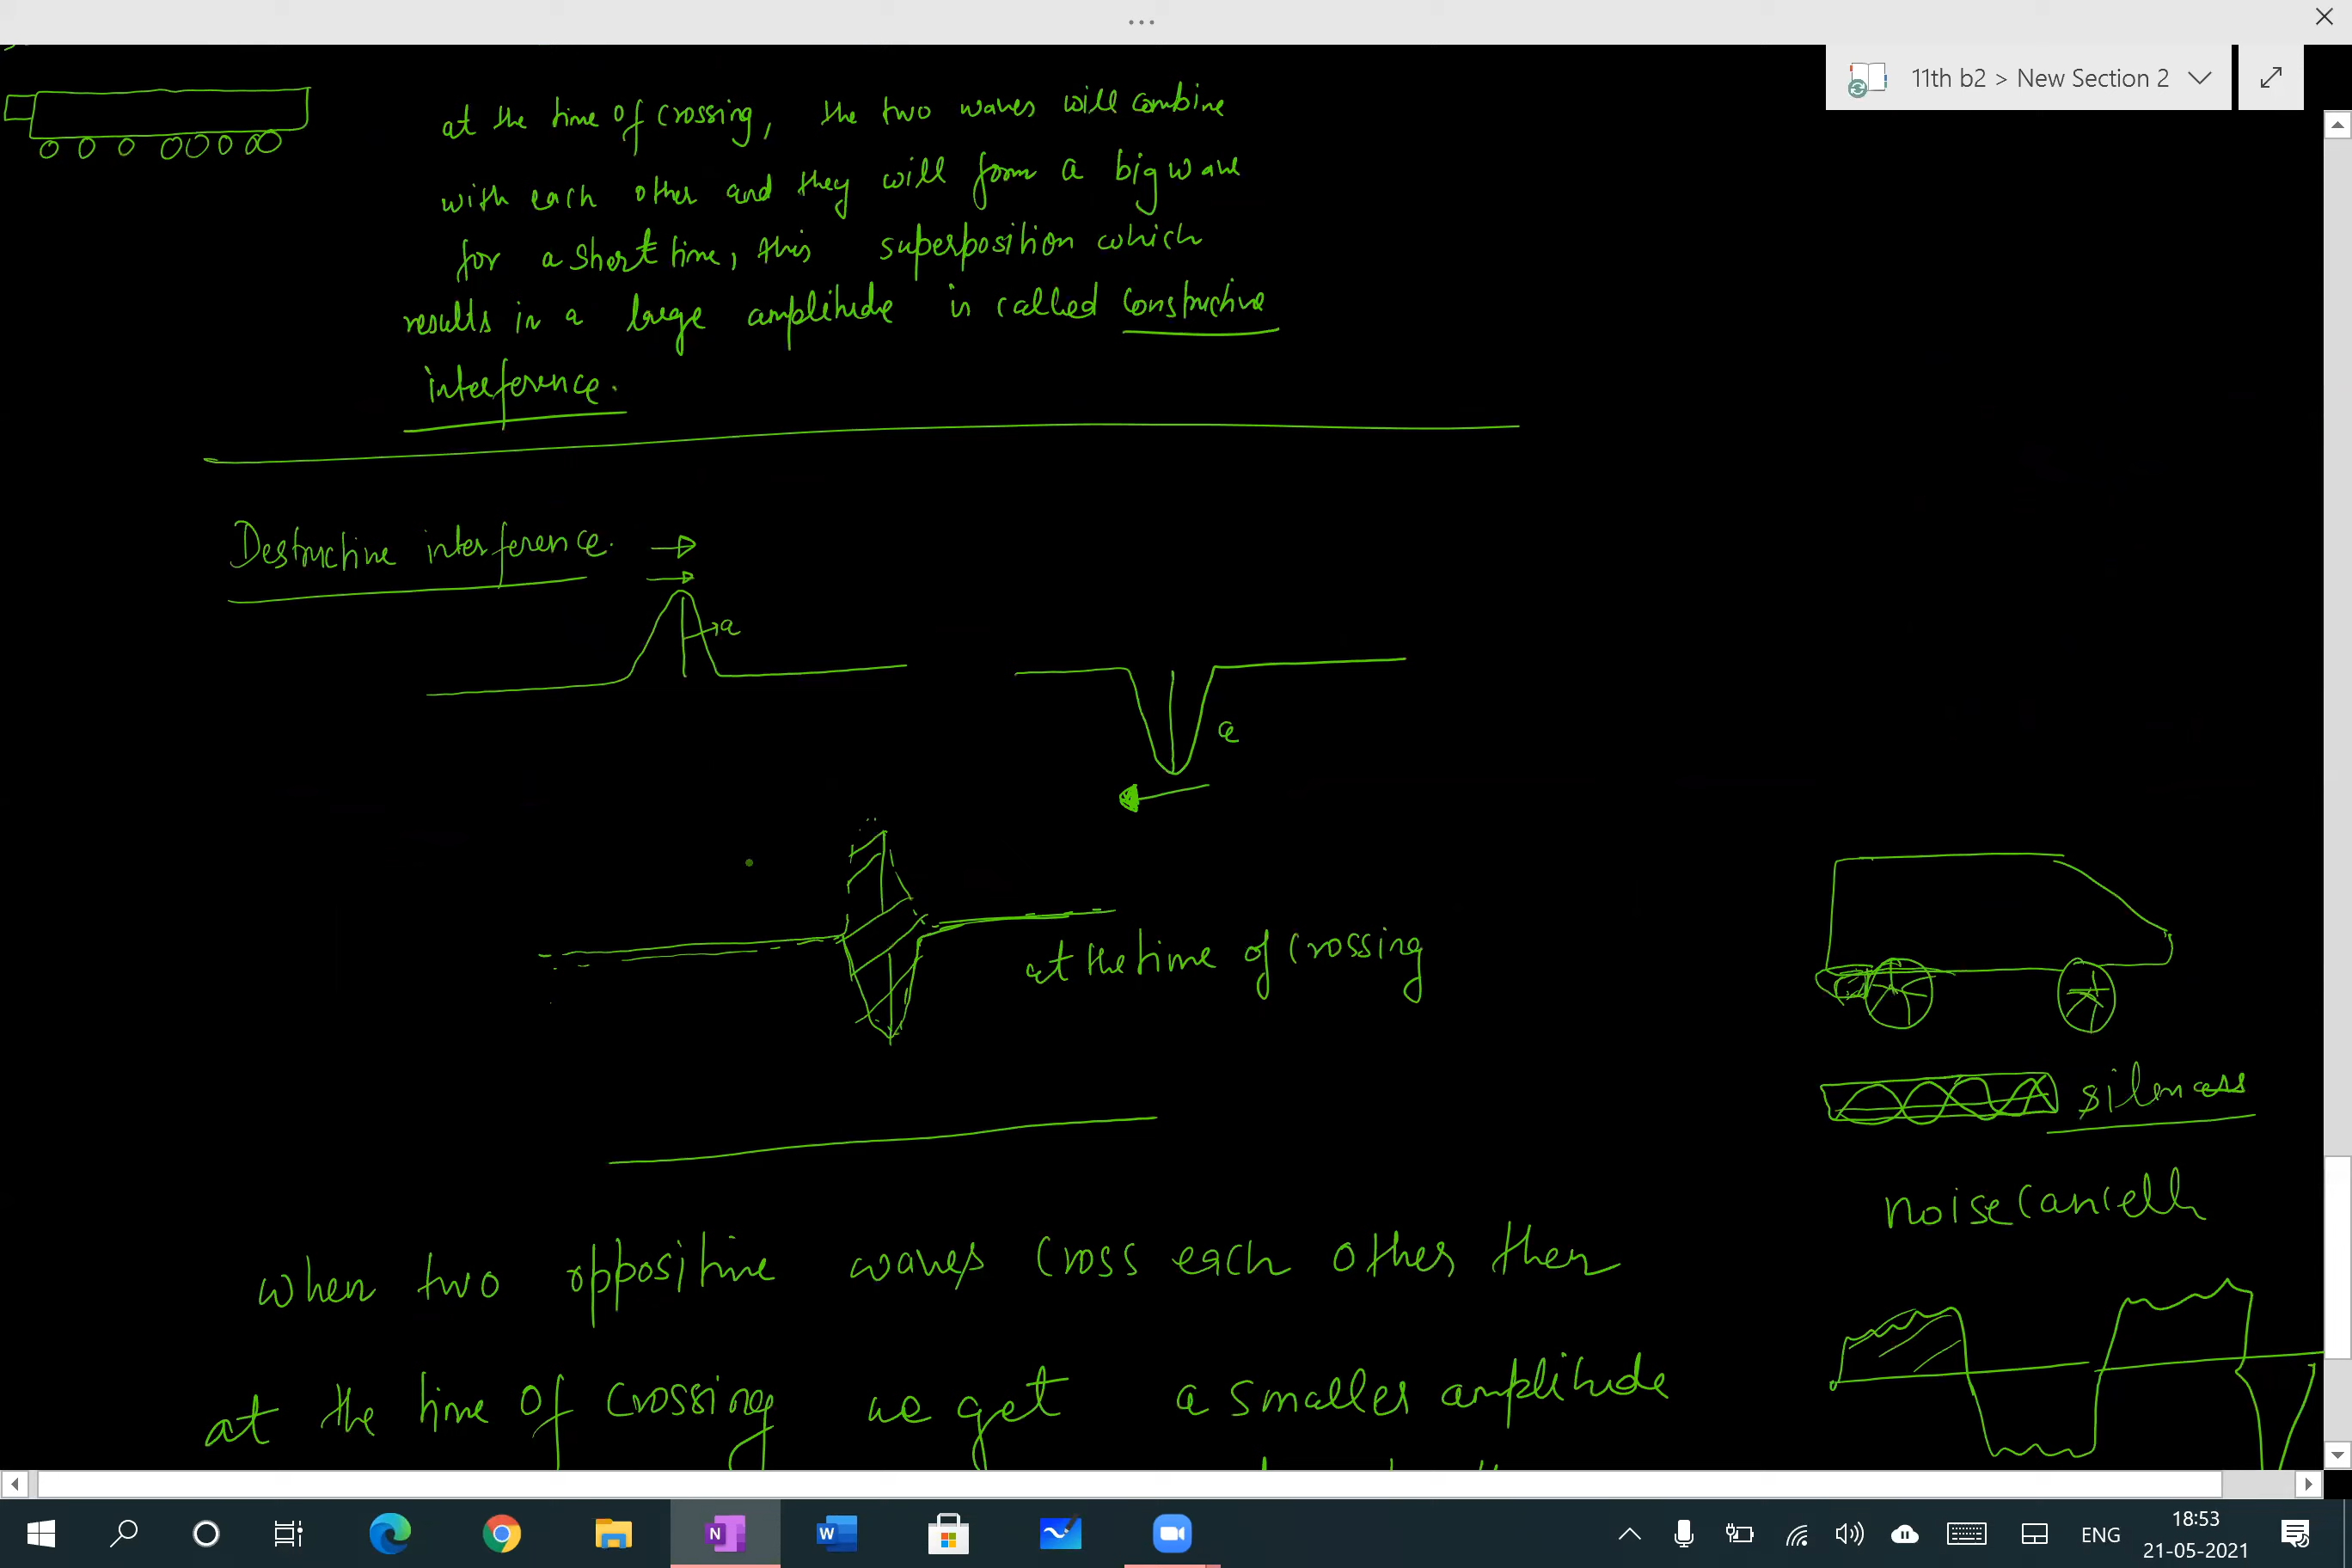 11th b2 > New Section 2
at the time of crossing, the two waves will combine
with each other and they will form a big wave
for a short time, this superposition which
results in a large amplitude is called constructive
interference.
Destructive interference.
a
a
at the time of crossing
silencers
noise cancell
when two oppositive waves cross each other then
at the time of crossing we get a smaller amplitude
ENG
18:53
21-05-2021